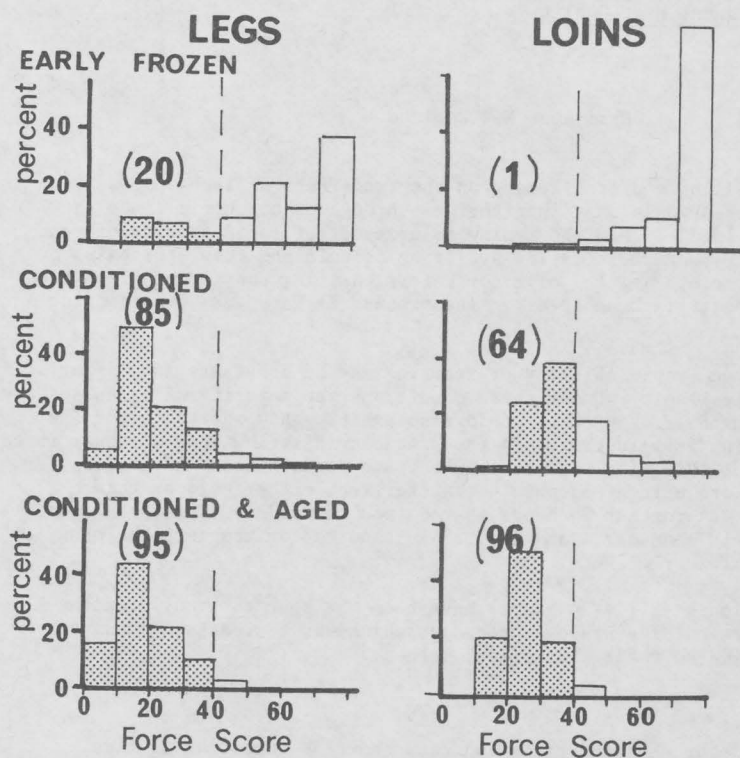 LEGS LOINS
EARLY FROZEN
percent
40
20
0
(20)
(1)
CONDITIONED
percent
40
20
0
(85)
(64)
CONDITIONED & AGED
percent
40
20
0
(95)
(96)
0 20 40 60
0 20 40 60
Force Score
Force Score